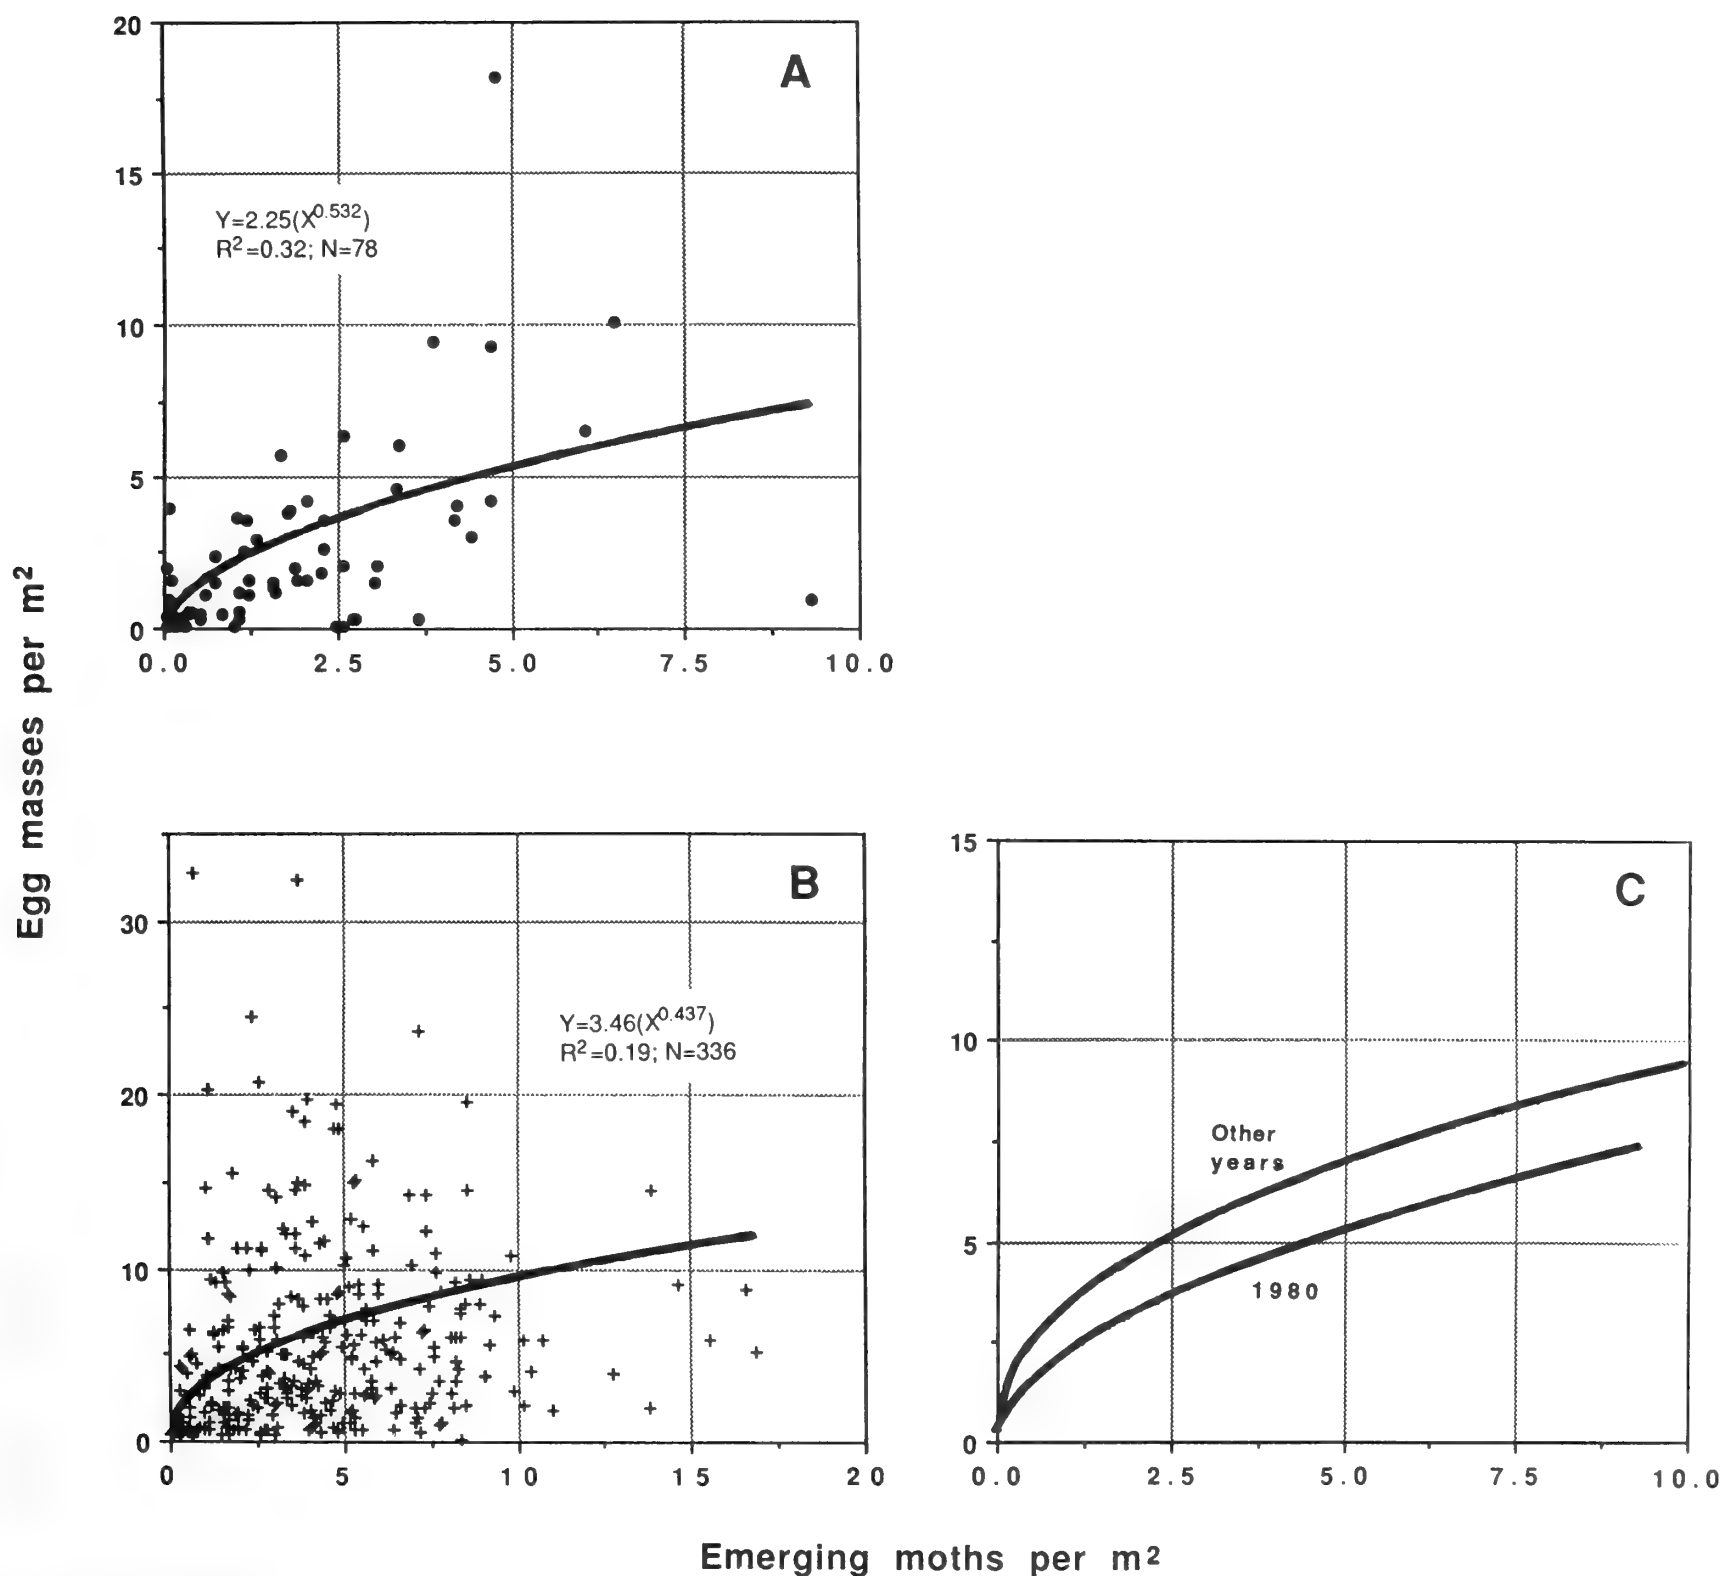 Egg masses per m2
20
15
10
5
0
A
Y=2.25(X0.532)
R2=0.32; N=78
0.0 2.5 5.0 7.5 10.0
30
20
10
0
B
Y=3.46(X0.437)
R2=0.19; N=336
0 5 10 15 20
15
10
5
0
C
Other
years
1980
0.0 2.5 5.0 7.5 10.0
Emerging moths per m2